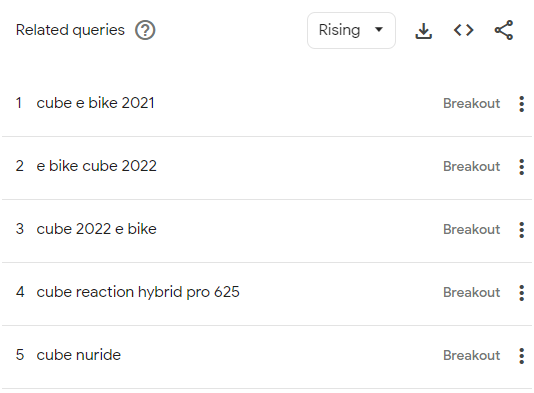 Related queries
Rising
1 cube e bike 2021 Breakout
2 e bike cube 2022 Breakout
3 cube 2022 e bike Breakout
4 cube reaction hybrid pro 625 Breakout
5 cube nuride Breakout